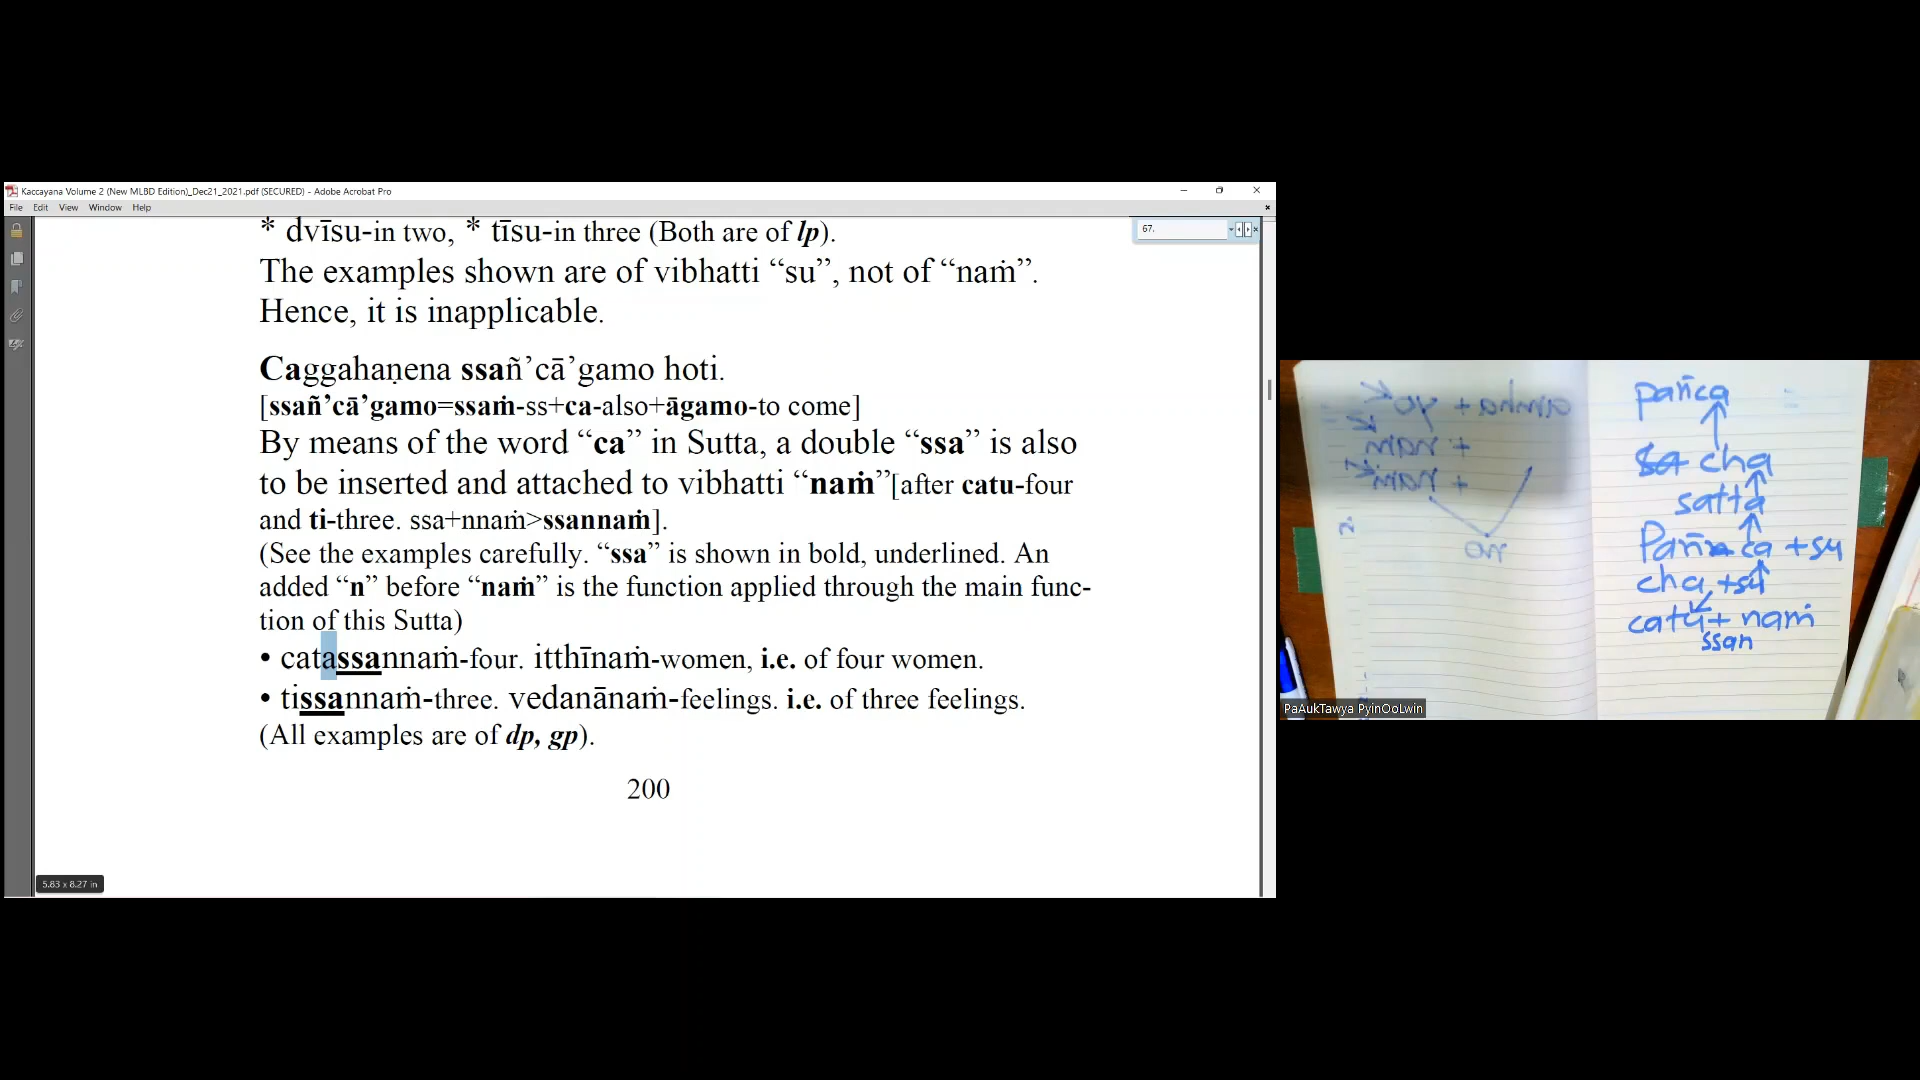 Kaccayana Volume 2 (New MLBD Edition)_Dec21_2021.pdf (SECURED) - Adobe Acrobat Pro
File Edit View Window Help
67.
* dvīsu-in two, * tīsu-in three (Both are of lp).
The examples shown are of vibhatti “su”, not of “naṁ”.
Hence, it is inapplicable.
Caggahaṇena ssañ’cā’gamo hoti.
[ssañ’cā’gamo=ssaṁ-ss+ca-also+āgamo-to come]
By means of the word “ca” in Sutta, a double “ssa” is also
to be inserted and attached to vibhatti “naṁ”[after catu-four
and ti-three. ssa+nnaṁ>ssannaṁ].
(See the examples carefully. “ssa” is shown in bold, underlined. An
added “n” before “naṁ” is the function applied through the main func-
tion of this Sutta)
• catassannaṁ-four. itthīnaṁ-women, i.e. of four women.
• tissannaṁ-three. vedanānaṁ-feelings. i.e. of three feelings.
(All examples are of dp, gp).
200
5.83 x 8.27 in
amha + yo
+ naṁ
+ naṁ
no
pañca
cha
satta
Pañca + su
cha + su
catu + naṁ
ssan
PaAukTawya PyinOoLwin